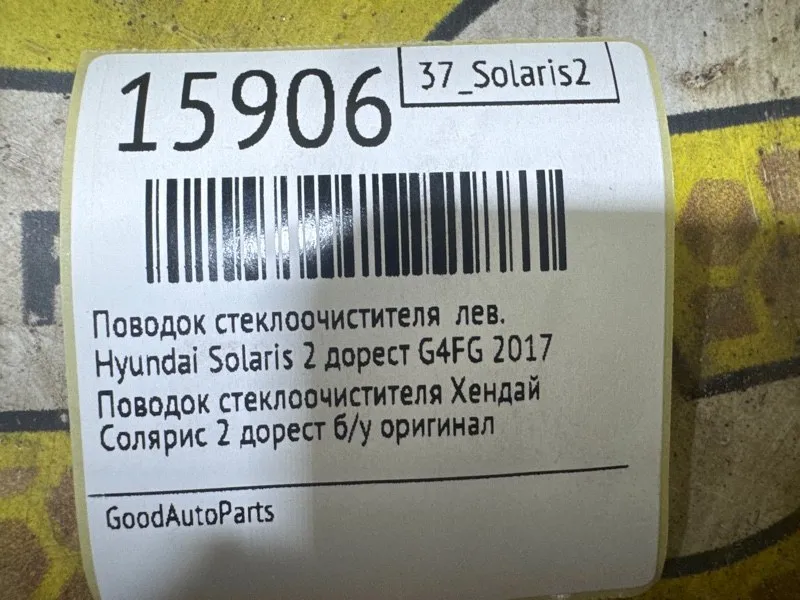 15906
37_Solaris2
Поводок стеклоочистителя лев.
Hyundai Solaris 2 дорест G4FG 2017
Поводок стеклоочистителя Хендай
Солярис 2 дорест б/у оригинал
GoodAutoParts